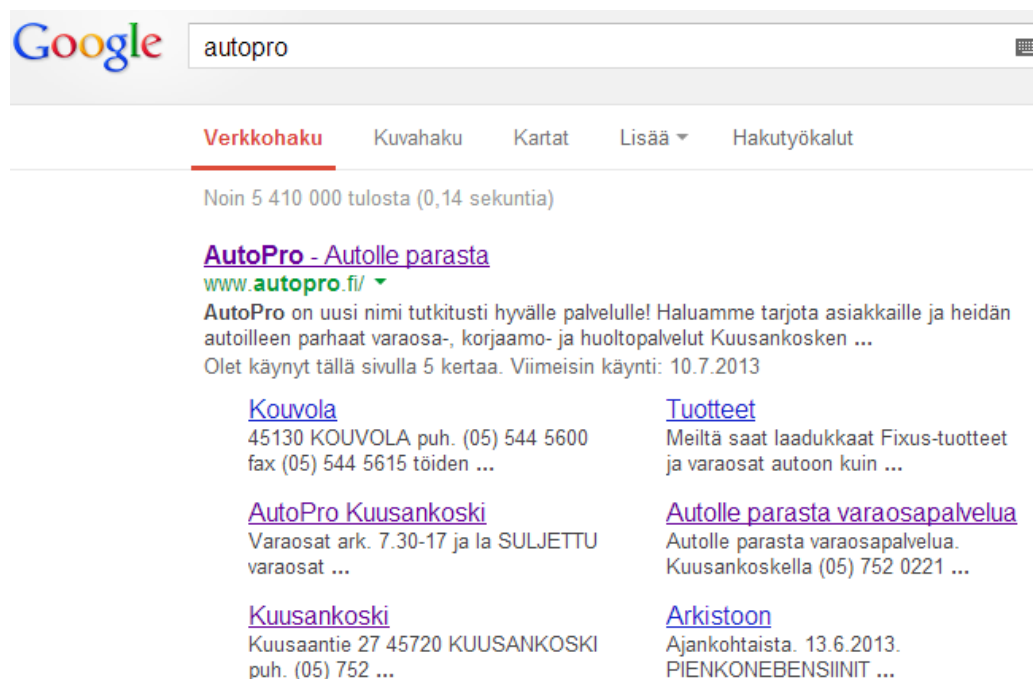 Google autopro
Verkkohaku Kuvahaku Kartat Lisää Hakutyökalut
Noin 5 410 000 tulosta (0,14 sekuntia)
AutoPro - Autolle parasta
www.autopro.fi/
AutoPro on uusi nimi tutkitusti hyvälle palvelulle! Haluamme tarjota asiakkaille ja heidän
autoilleen parhaat varaosa-, korjaamo- ja huoltopalvelut Kuusankosken ...
Olet käynyt tällä sivulla 5 kertaa. Viimeisin käynti: 10.7.2013
Kouvola
45130 KOUVOLA puh. (05) 544 5600
fax (05) 544 5615 töiden ...
Tuotteet
Meiltä saat laadukkaat Fixus-tuotteet
ja varaosat autoon kuin ...
AutoPro Kuusankoski
Varaosat ark. 7.30-17 ja la SULJETTU
varaosat ...
Autolle parasta varaosapalvelua
Autolle parasta varaosapalvelua.
Kuusankoskella (05) 752 0221 ...
Kuusankoski
Kuusaantie 27 45720 KUUSANKOSKI
puh. (05) 752 ...
Arkistoon
Ajankohtaista. 13.6.2013.
PIENKONEBENSIINIT ...